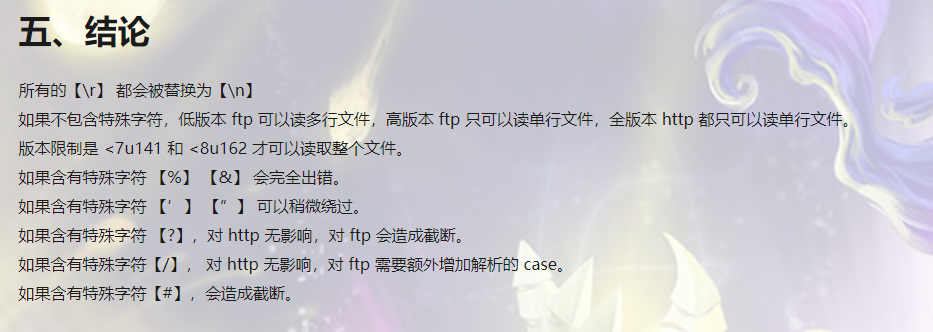 五、结论
所有的【\r】 都会被替换为【\n】
如果不包含特殊字符，低版本 ftp 可以读多行文件，高版本 ftp 只可以读单行文件，全版本 http 都只可以读单行文件。
版本限制是 <7u141 和 <8u162 才可以读取整个文件。
如果含有特殊字符 【%】 【&】 会完全出错。
如果含有特殊字符 【’】 【”】 可以稍微绕过。
如果含有特殊字符 【?】，对 http 无影响，对 ftp 会造成截断。
如果含有特殊字符【/】， 对 http 无影响，对 ftp 需要额外增加解析的 case。
如果含有特殊字符【#】，会造成截断。